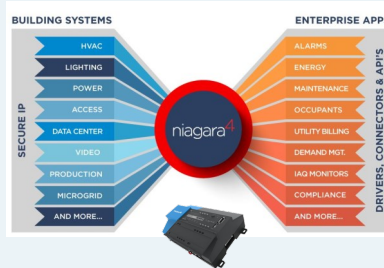 BUILDING SYSTEMS
ENTERPRISE APP
SECURE IP
HVAC
LIGHTING
POWER
ACCESS
DATA CENTER
VIDEO
PRODUCTION
MICROGRID
AND MORE...
niagara4
ALARMS
ENERGY
MAINTENANCE
OCCUPANTS
UTILITY BILLING
DEMAND MGT.
IAQ MONITORS
COMPLIANCE
AND MORE...
DRIVERS, CONNECTORS & API'S